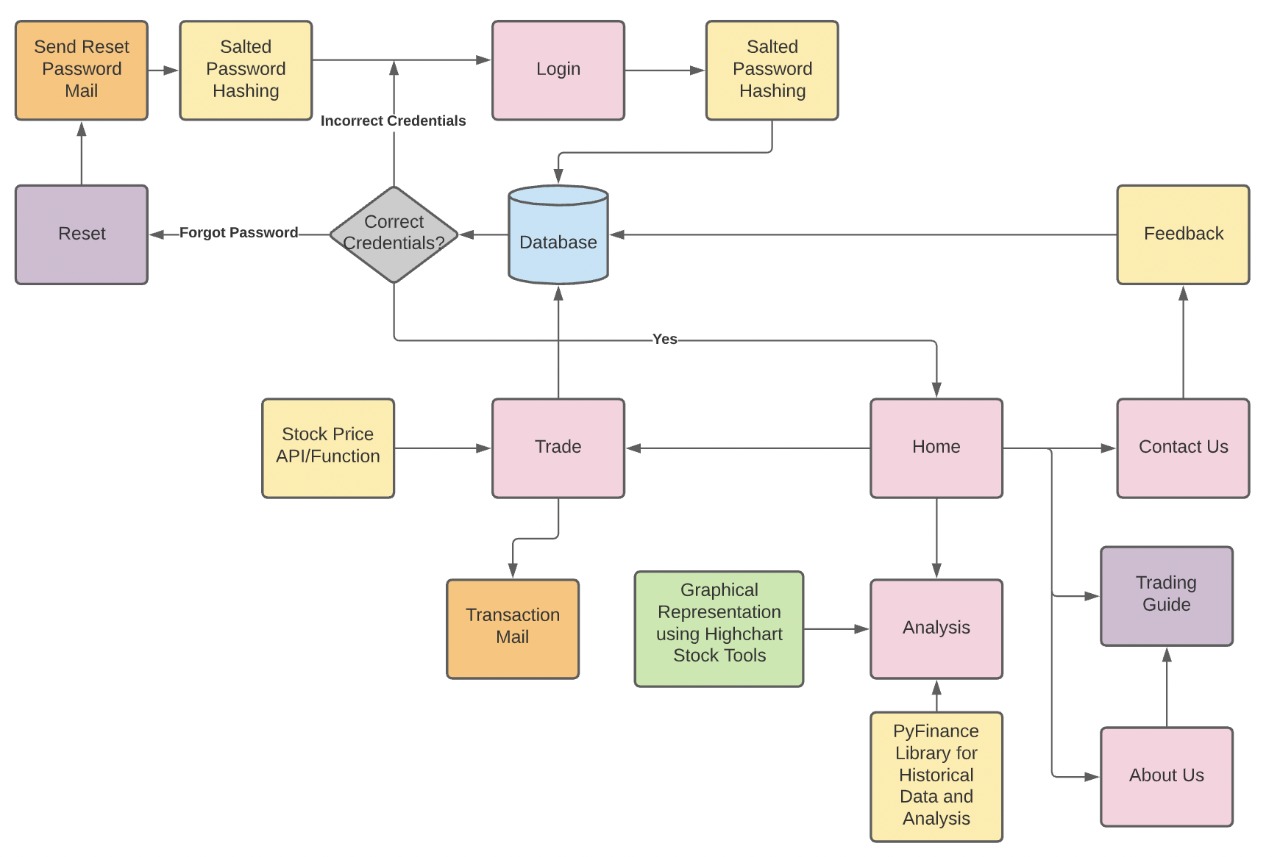 Send Reset
Password
Mail
Salted
Password
Hashing
Login
Salted
Password
Hashing
Incorrect Credentials
Reset
Forgot Password
Correct
Credentials?
Database
Feedback
Yes
Stock Price
API/Function
Trade
Home
Contact Us
Transaction
Mail
Graphical
Representation
using Highchart
Stock Tools
Analysis
Trading
Guide
PyFinance
Library for
Historical
Data and
Analysis
About Us